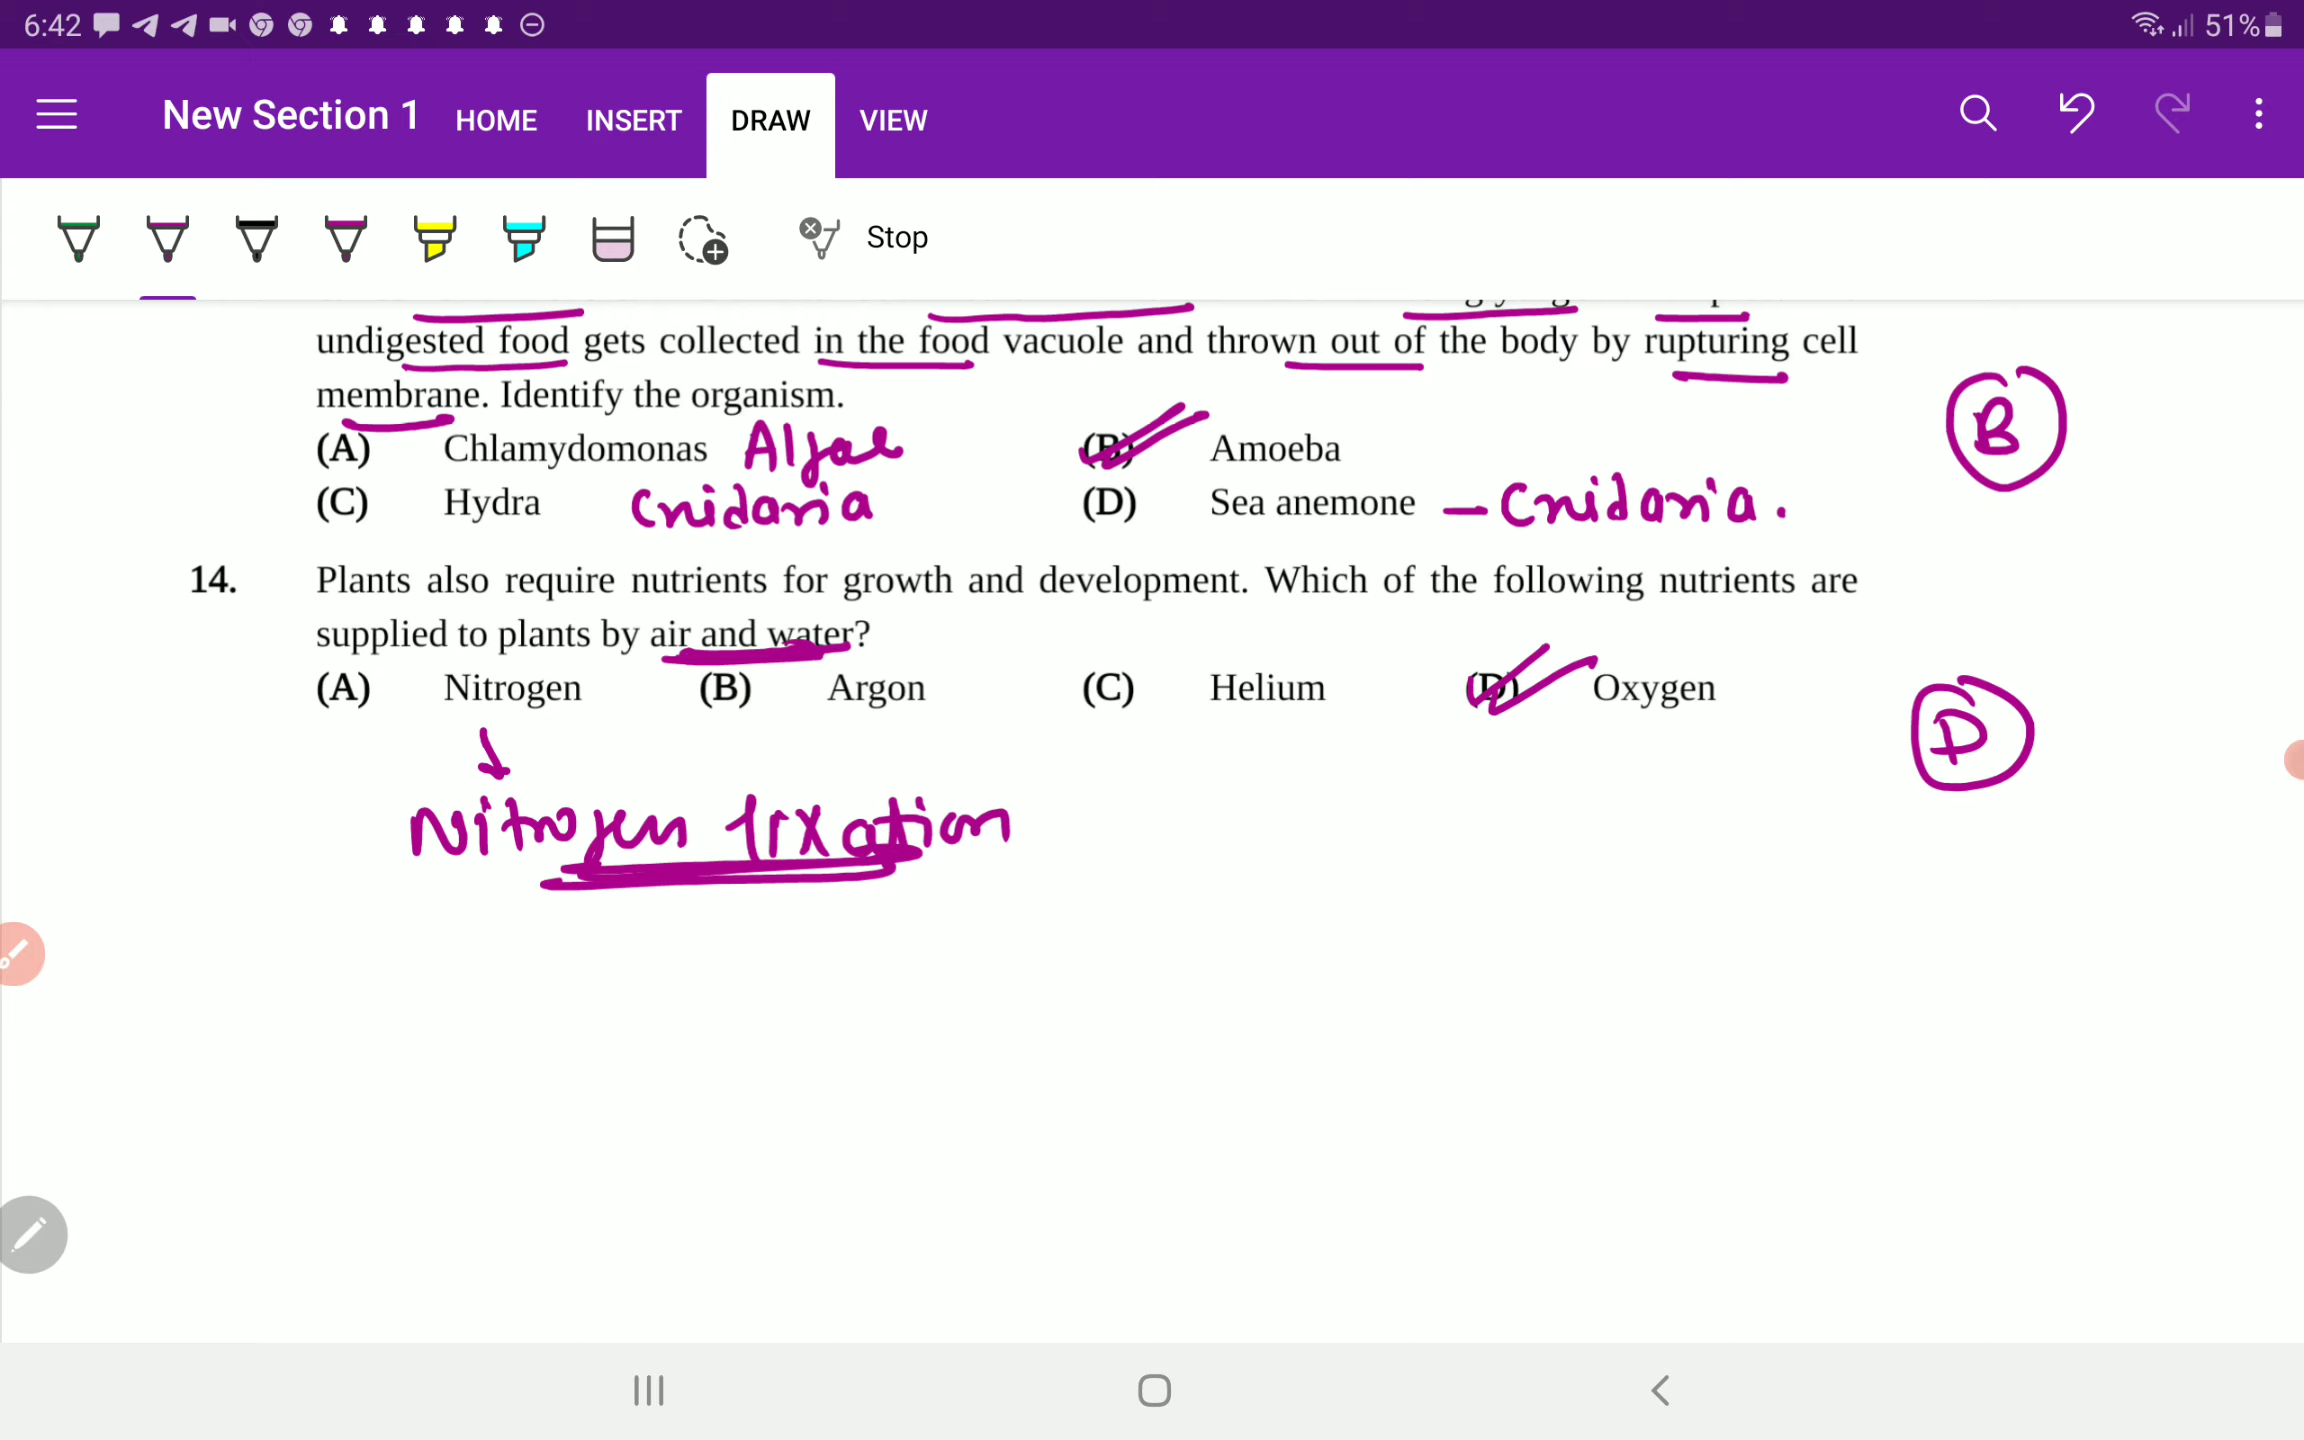 6:42 51%
New Section 1 HOME INSERT DRAW VIEW
Stop
undigested food gets collected in the food vacuole and thrown out of the body by rupturing cell
membrane. Identify the organism.
(A) Chlamydomonas Algae (B) Amoeba B
(C) Hydra Cnidaria (D) Sea anemone - Cnidaria.
14. Plants also require nutrients for growth and development. Which of the following nutrients are
supplied to plants by air and water?
(A) Nitrogen (B) Argon (C) Helium (D) Oxygen D
Nitrogen fixation